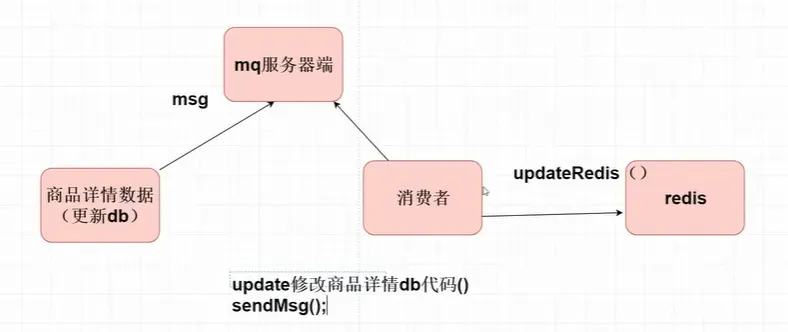 mq服务器端
msg
商品详情数据
（更新db）
消费者
updateRedis（）
redis
update修改商品详情db代码()
sendMsg();